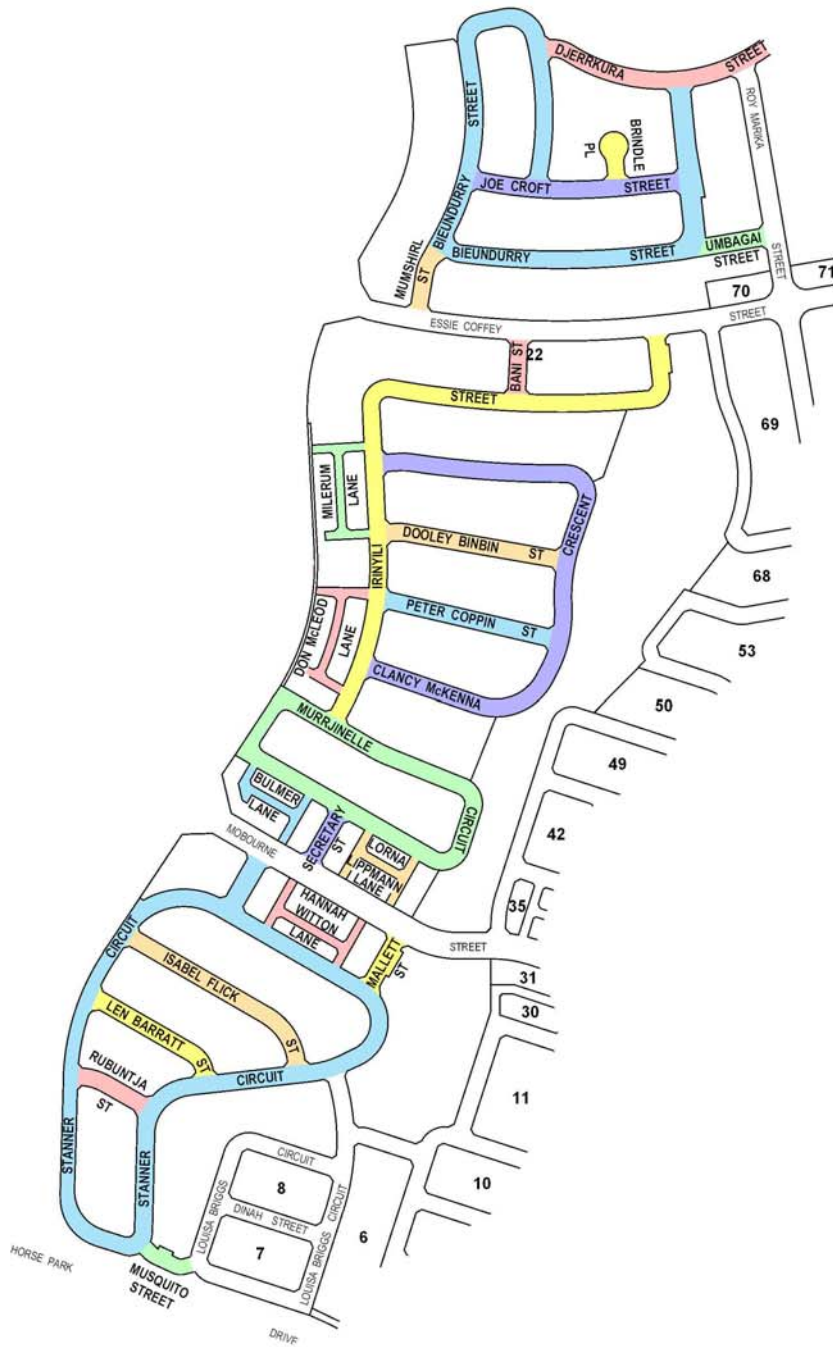 DJERRKURA STREET
ROY MARIKA
STREET
BIEUNDURRY
STREET
BRINDLE
PL
JOE CROFT STREET
BIEUNDURRY STREET
UMBAGAI
STREET
MUMSHIRL
ST
71
70
ESSIE COFFEY STREET
BANI ST
22
STREET
IRINYILI
69
MILERUM
LANE
CRESCENT
DOOLEY BINBIN ST
68
PETER COPPIN ST
DON McLEOD
LANE
53
CLANCY McKENNA
50
MURRJINELLE
CIRCUIT
49
BULMER
LANE
SECRETARY
ST
LORNA
LIPPMANN
LANE
42
MOBOURNE STREET
HANNAH
WITTON
LANE
35
MALLETT
ST
31
30
CIRCUIT
ISABEL FLICK ST
LEN BARRATT ST
RUBUNTJA
ST
CIRCUIT
11
STANNER
STANNER
CIRCUIT
8
10
LOUISA BRIGGS
DINAH STREET
CIRCUIT
6
7
LOUISA BRIGGS
HORSE PARK
MUSQUITO
STREET
DRIVE